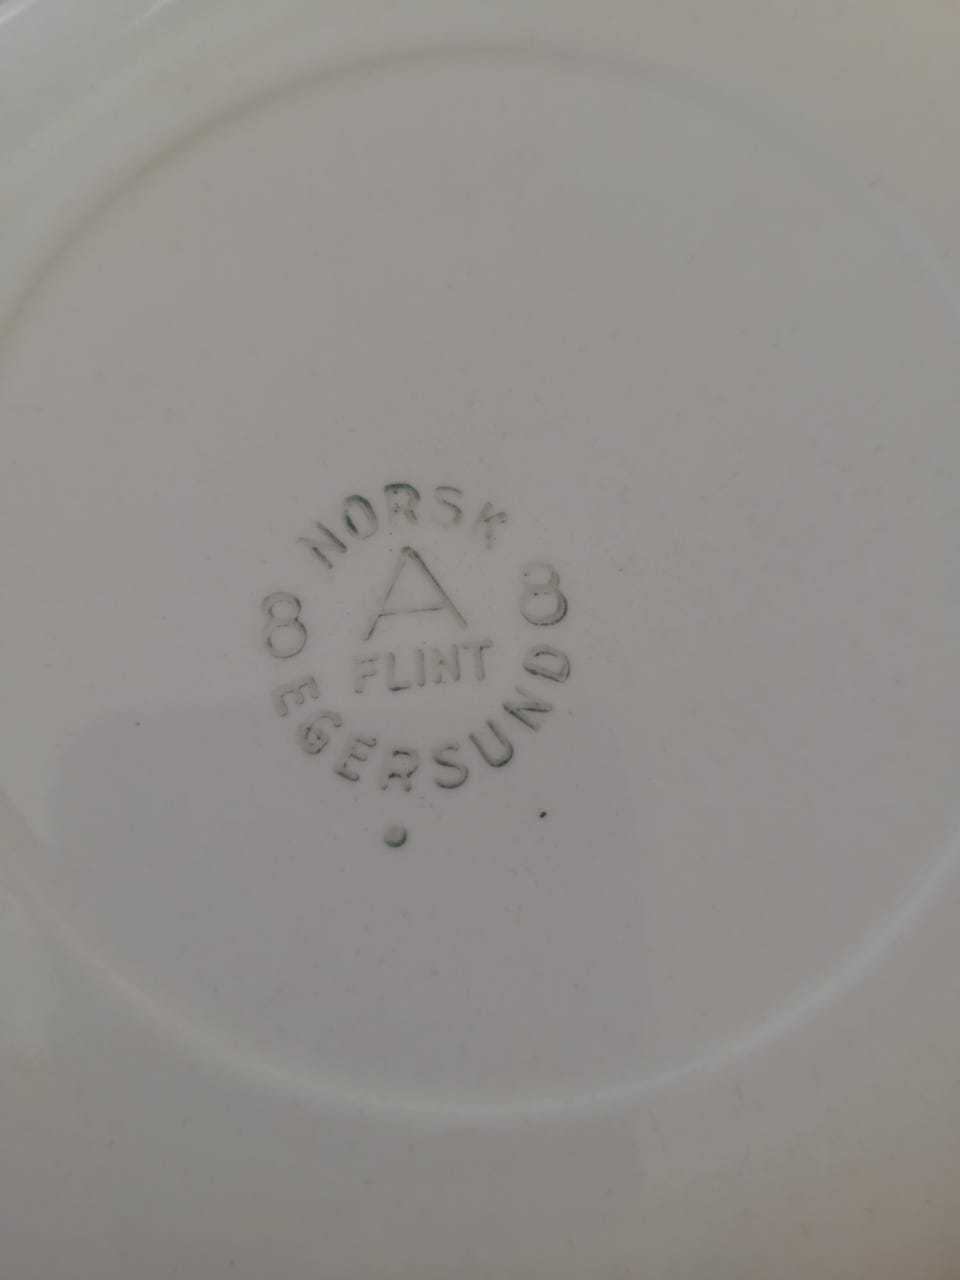 NORSK
8 A 8
FLINT
EGERSUND